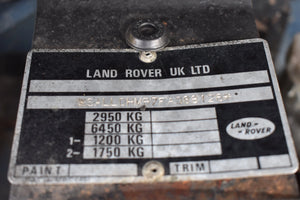 LAND ROVER UK LTD
2950 KG
6450 KG
1- 1200 KG
2- 1750 KG
LAND-
-ROVER
PAINT TRIM